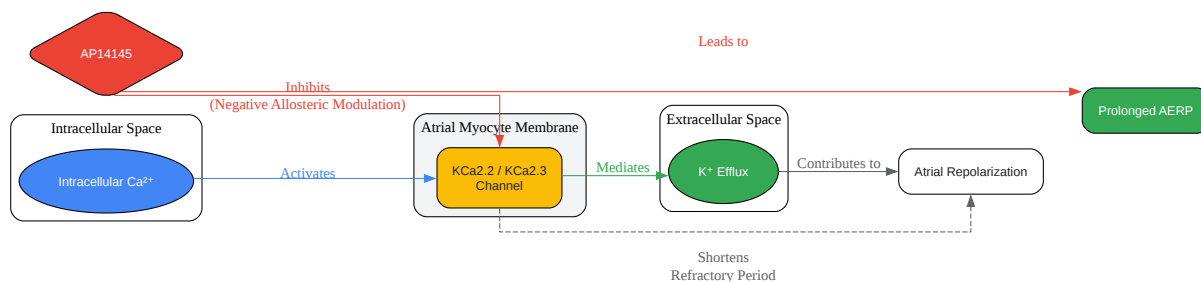 AP14145
Leads to
Inhibits
(Negative Allosteric Modulation)
Prolonged AERP
Intracellular Space
Atrial Myocyte Membrane
Extracellular Space
Intracellular Ca²⁺
Activates
KCa2.2 / KCa2.3
Channel
Mediates
K⁺ Efflux
Contributes to
Atrial Repolarization
Shortens
Refractory Period